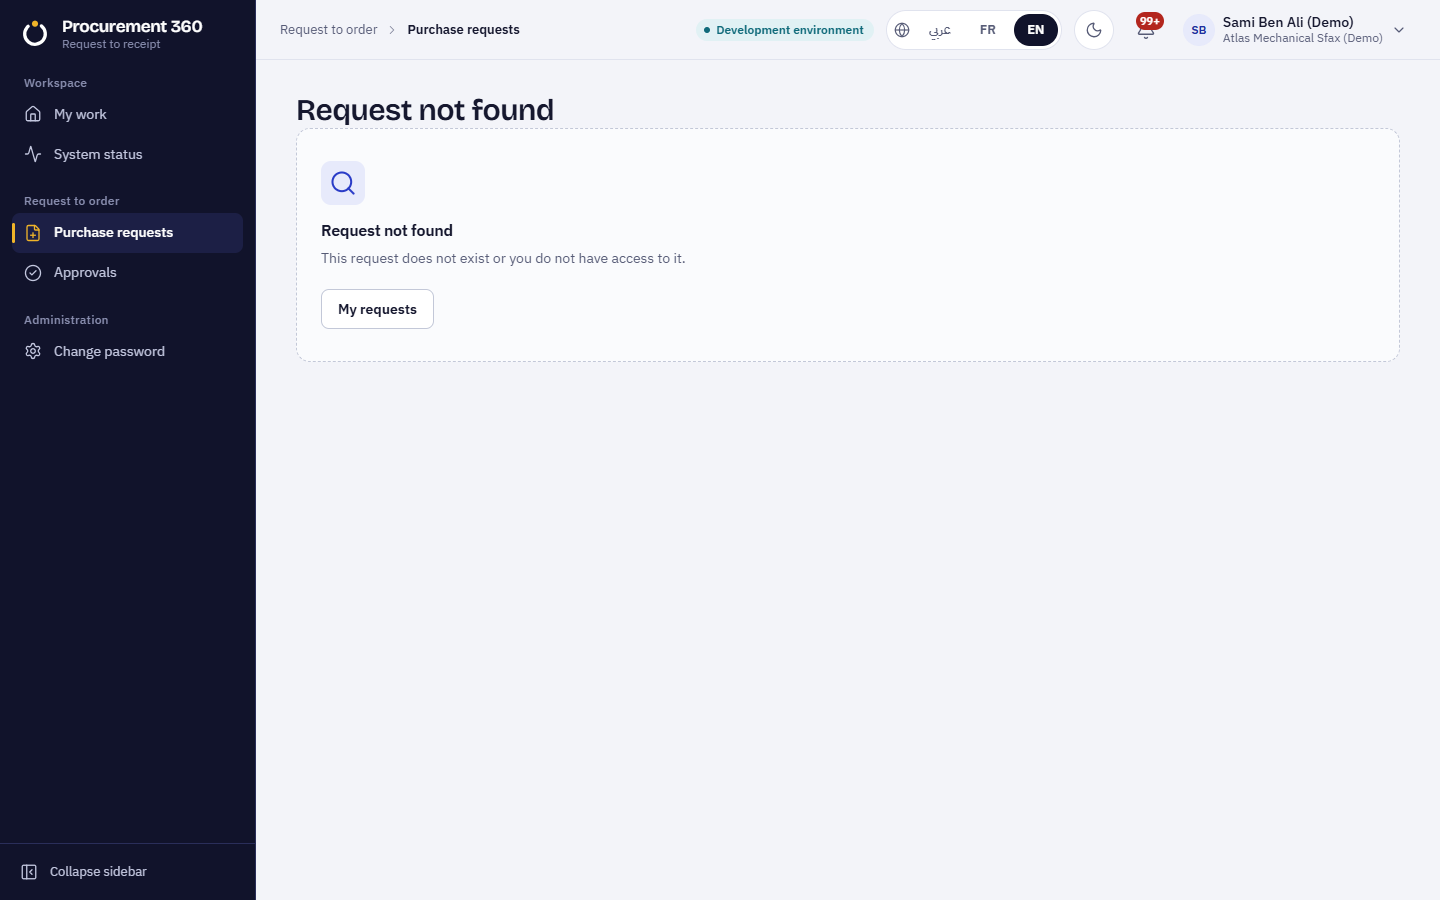 Procurement 360
Request to receipt
Workspace
My work
System status
Request to order
Purchase requests
Approvals
Administration
Change password
Collapse sidebar
Request to order
Purchase requests
Development environment
عربي
FR
EN
99+
SB
Sami Ben Ali (Demo)
Atlas Mechanical Sfax (Demo)
Request not found
Request not found
This request does not exist or you do not have access to it.
My requests